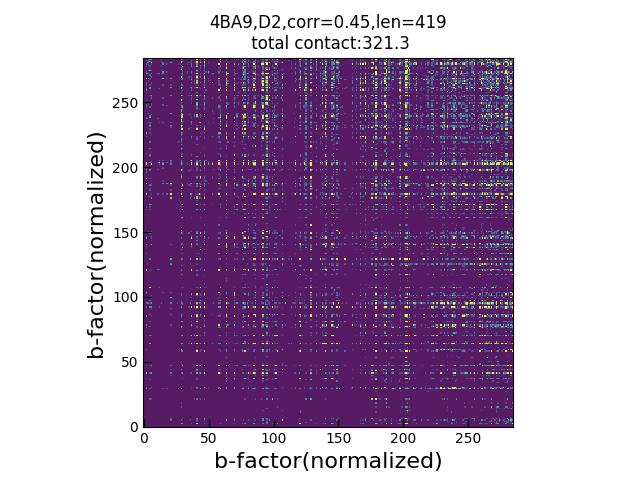 4BA9,D2,corr=0.45,len=419
total contact:321.3
b-factor(normalized)
250
200
150
100
50
0
0 50 100 150 200 250
b-factor(normalized)